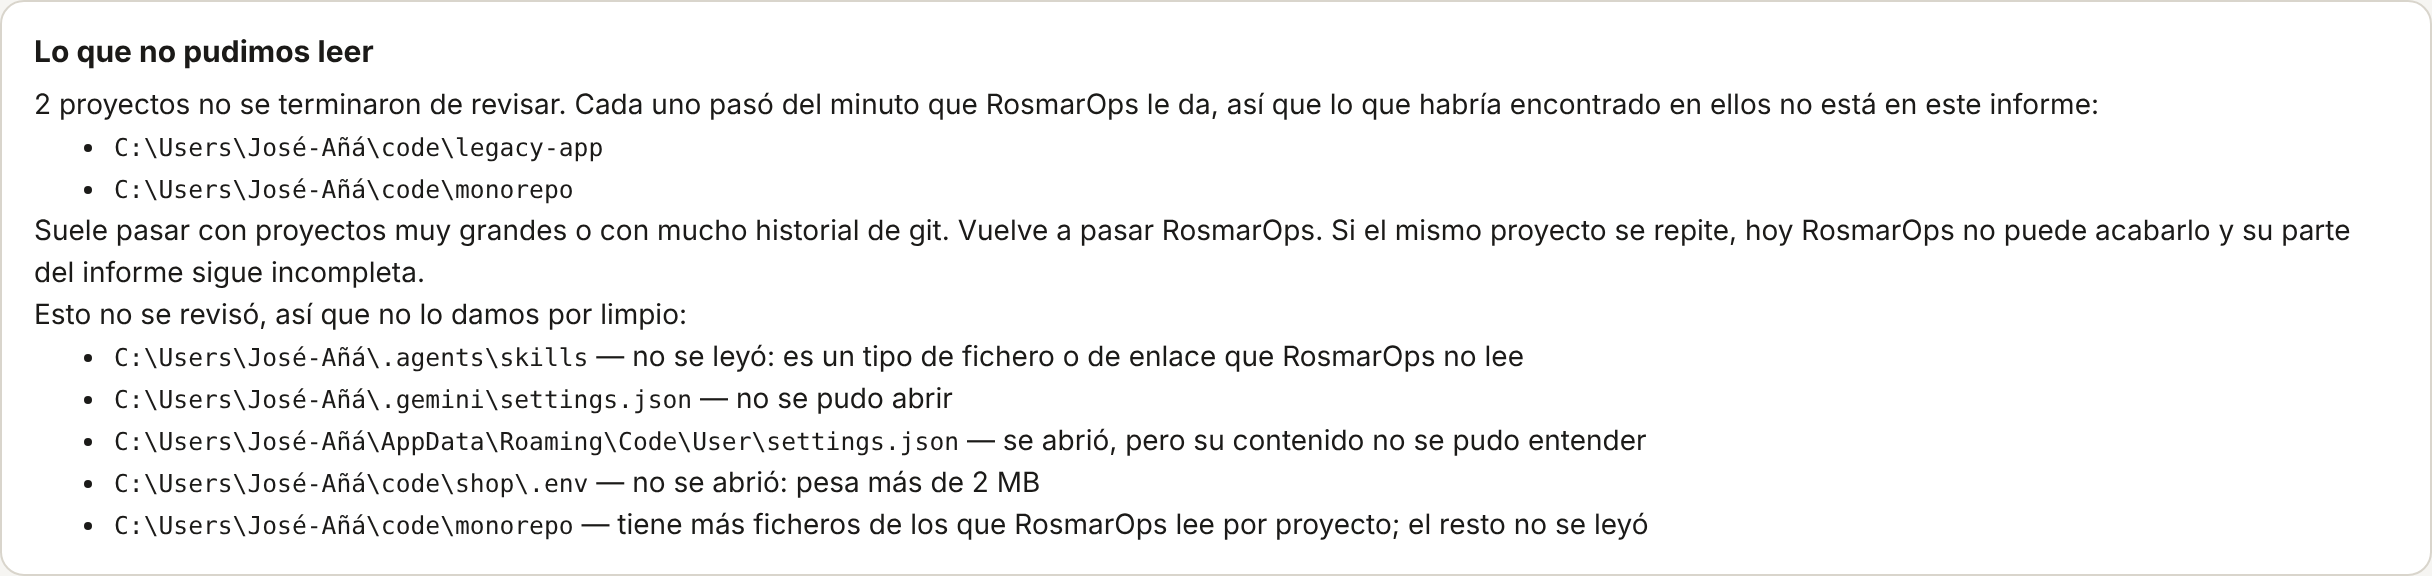 Lo que no pudimos leer
2 proyectos no se terminaron de revisar. Cada uno pasó del minuto que RosmarOps le da, así que lo que habría encontrado en ellos no está en este informe:
• C:\Users\José-Añá\code\legacy-app
• C:\Users\José-Añá\code\monorepo
Suele pasar con proyectos muy grandes o con mucho historial de git. Vuelve a pasar RosmarOps. Si el mismo proyecto se repite, hoy RosmarOps no puede acabarlo y su parte
del informe sigue incompleta.
Esto no se revisó, así que no lo damos por limpio:
• C:\Users\José-Añá\.agents\skills — no se leyó: es un tipo de fichero o de enlace que RosmarOps no lee
• C:\Users\José-Añá\.gemini\settings.json — no se pudo abrir
• C:\Users\José-Añá\AppData\Roaming\Code\User\settings.json — se abrió, pero su contenido no se pudo entender
• C:\Users\José-Añá\code\shop\.env — no se abrió: pesa más de 2 MB
• C:\Users\José-Añá\code\monorepo — tiene más ficheros de los que RosmarOps lee por proyecto; el resto no se leyó